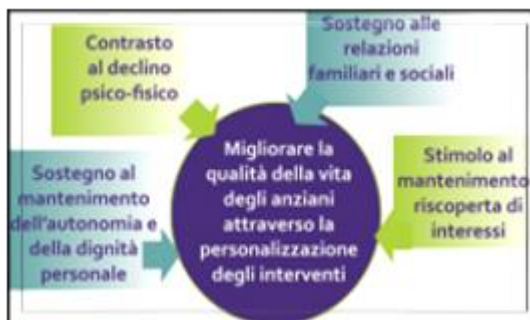 Contrasto
al declino
psico-fisico
Sostegno alle
relazioni
familiari e sociali
Migliorare la
qualità della vita
degli anziani
attraverso la
personalizzazione
degli interventi
Sostegno al
mantenimento
dell'autonomia e
della dignità
personale
Stimolo al
mantenimento
riscoperta di
interessi